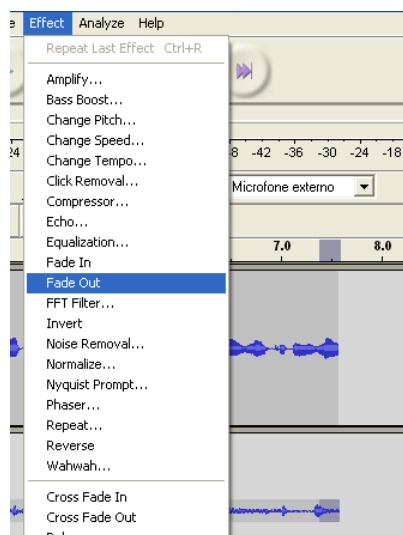 e Effect Analyze Help
Repeat Last Effect Ctrl+R
Amplify...
Bass Boost...
Change Pitch...
Change Speed...
24 Change Tempo... -8 -42 -36 -30 -24 -18
Click Removal... Microfone externo
Compressor...
Echo...
Equalization... 7.0 8.0
Fade In
Fade Out
FFT Filter...
Invert
Noise Removal...
Normalize...
Nyquist Prompt...
Phaser...
Repeat...
Reverse
Wahwah...
Cross Fade In
Cross Fade Out